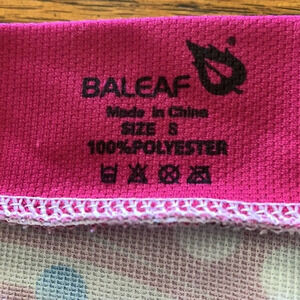 BALEAF
Made in China
SIZE S
100%POLYESTER